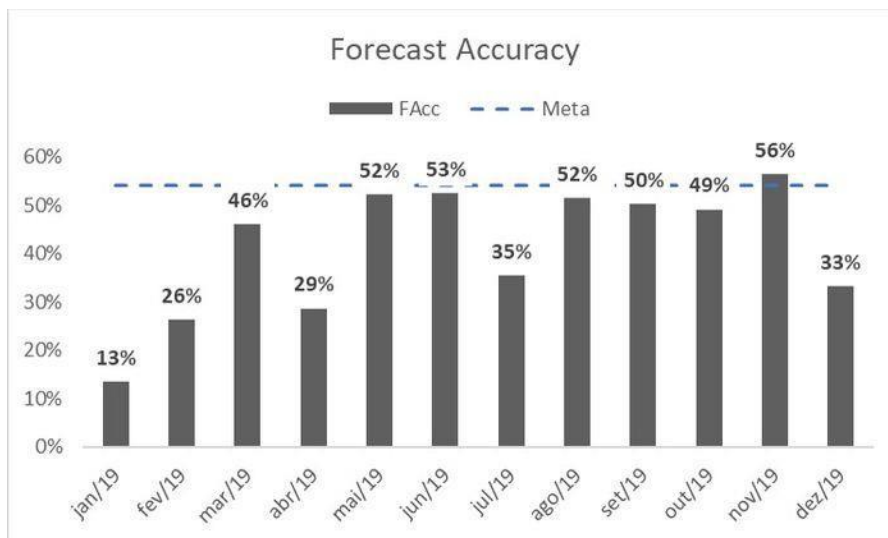 Forecast Accuracy
FAcc Meta
60%
50%
40%
30%
20%
10%
0%
13%
26%
46%
29%
52%
53%
35%
52%
50%
49%
56%
33%
jan/19
fev/19
mar/19
abr/19
mai/19
jun/19
jul/19
ago/19
set/19
out/19
nov/19
dez/19